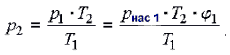 p₂ = p₁ · T₂ / T₁ = pнас 1 · T₂ · φ₁ / T₁ .